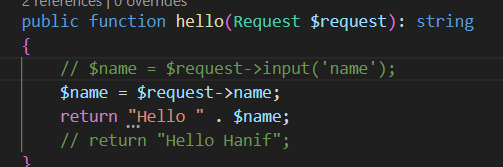 2 references | 0 overrides
public function hello(Request $request): string
{
// $name = $request->input('name');
$name = $request->name;
return "Hello " . $name;
// return "Hello Hanif";
}